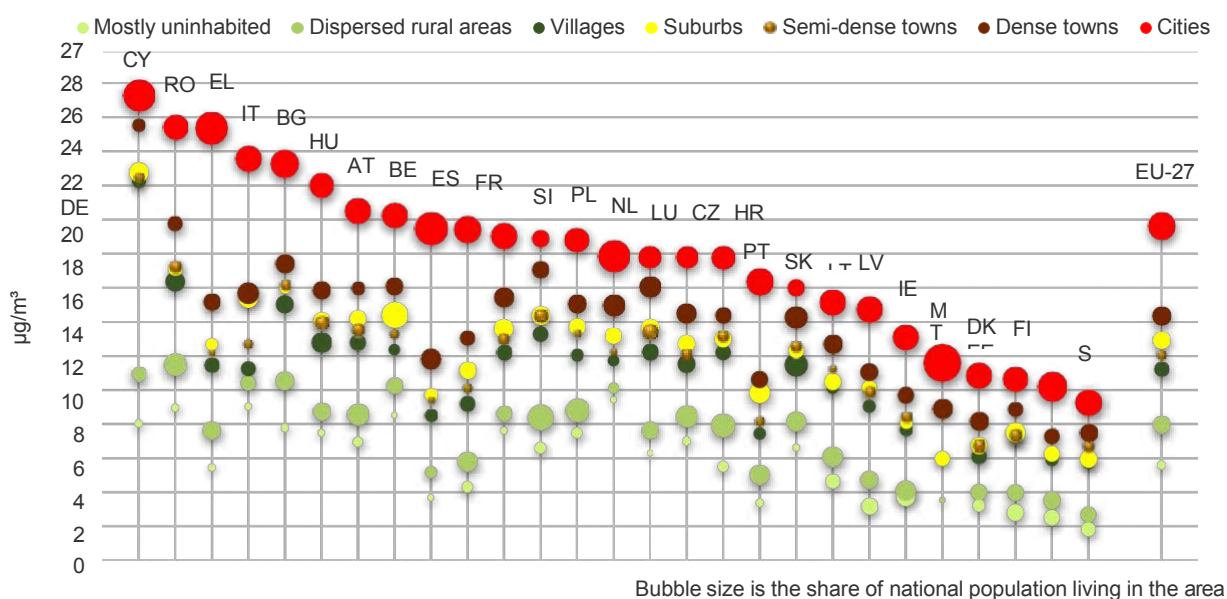 Mostly uninhabited Dispersed rural areas Villages Suburbs Semi-dense towns Dense towns Cities
27
28
26
24
22
20
18
16
14
12
10
8
6
4
2
0
µg/m³
CY
RO
EL
IT
BG
HU
AT
BE
ES
FR
DE
SI
PL
NL
LU
CZ
HR
PT
SK
LV
IE
M
T
DK
FI
S
EU-27
Bubble size is the share of national population living in the area